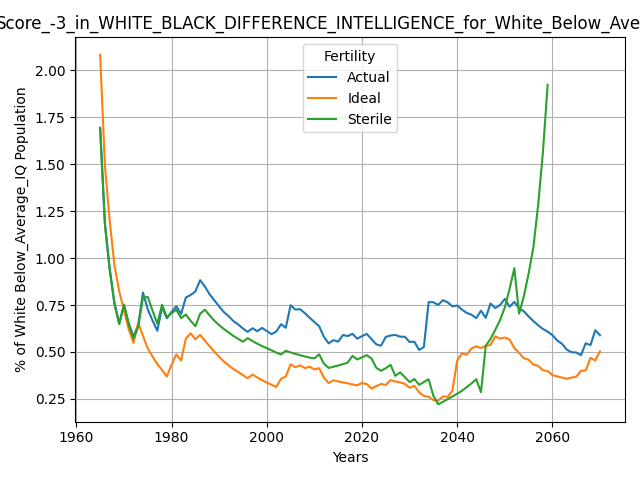 Score_-3_in_WHITE_BLACK_DIFFERENCE_INTELLIGENCE_for_White_Below_Ave
Fertility
Actual
Ideal
Sterile
% of White Below_Average_IQ Population
2.00
1.75
1.50
1.25
1.00
0.75
0.50
0.25
1960
1980
2000
2020
2040
2060
Years